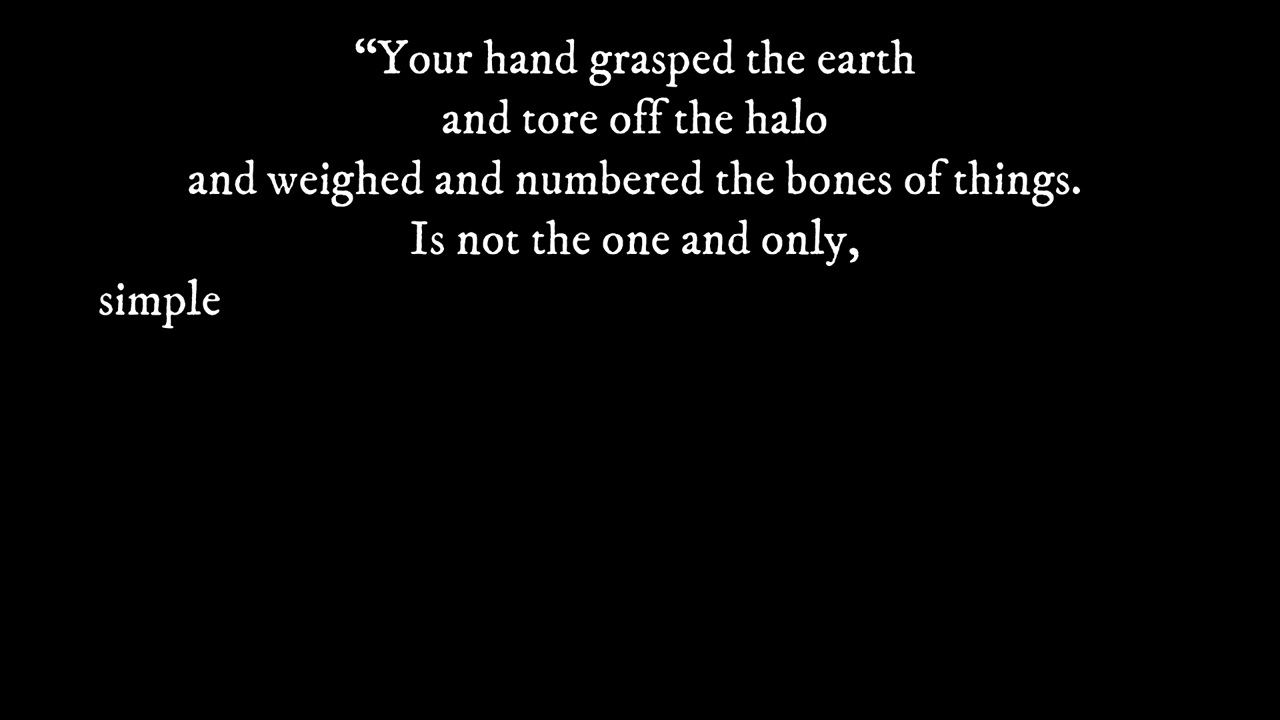 “Your hand grasped the earth
and tore off the halo
and weighed and numbered the bones of things.
Is not the one and only,
simple